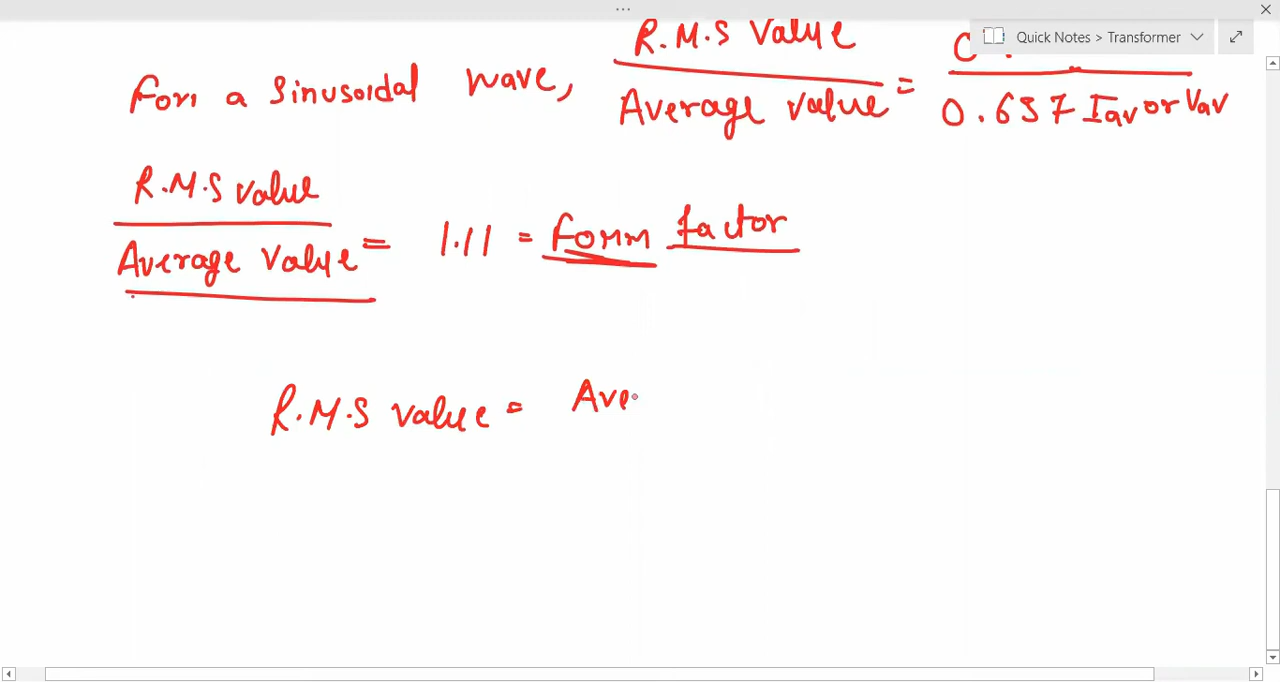 Quick Notes > Transformer
R.M.S Value
For a Sinusoidal wave, =
Average value 0.637 Iav or Vav
R.M.S value
= 1.11 = Form factor
Average Value
R.M.S value = Ave